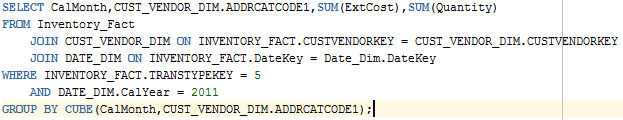 SELECT CalMonth,CUST_VENDOR_DIM.ADDRCATCODE1,SUM(ExtCost),SUM(Quantity)
FROM Inventory_Fact
JOIN CUST_VENDOR_DIM ON INVENTORY_FACT.CUSTVENDORKEY = CUST_VENDOR_DIM.CUSTVENDORKEY
JOIN DATE_DIM ON INVENTORY_FACT.DateKey = Date_Dim.DateKey
WHERE INVENTORY_FACT.TRANSTYPEKEY = 5
AND DATE_DIM.CalYear = 2011
GROUP BY CUBE(CalMonth,CUST_VENDOR_DIM.ADDRCATCODE1);